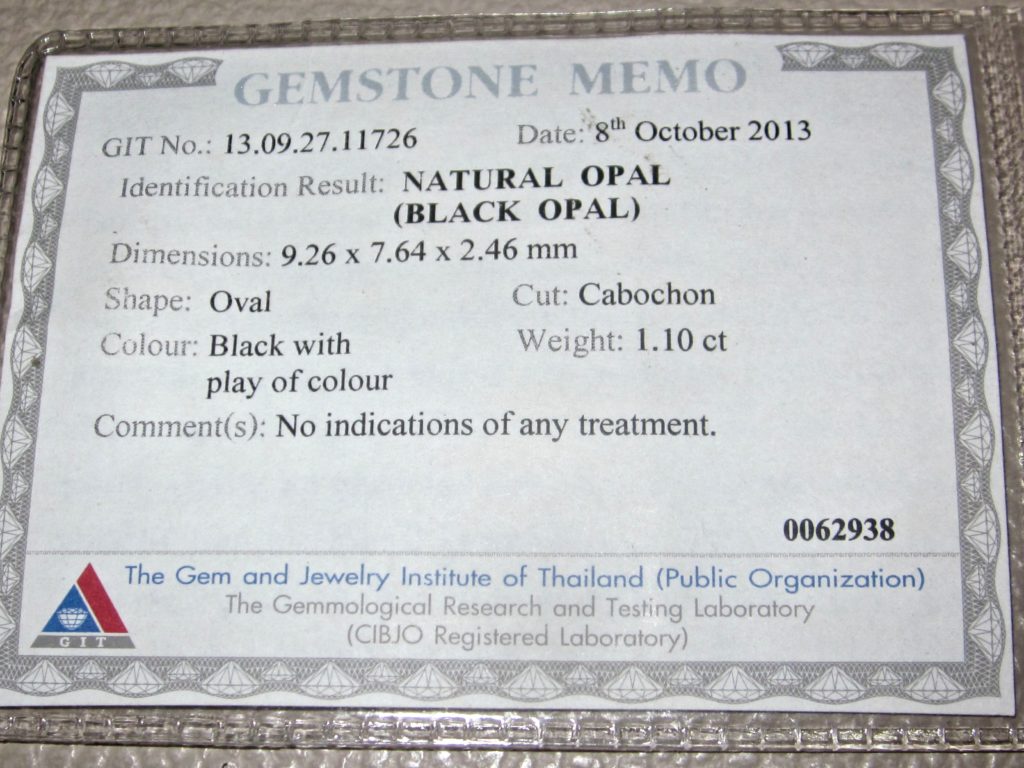 GEMSTONE MEMO
GIT No.: 13.09.27.11726 Date: 8th October 2013
Identification Result: NATURAL OPAL
(BLACK OPAL)
Dimensions: 9.26 x 7.64 x 2.46 mm
Shape: Oval Cut: Cabochon
Colour: Black with Weight: 1.10 ct
play of colour
Comment(s): No indications of any treatment.
0062938
The Gem and Jewelry Institute of Thailand (Public Organization)
The Gemmological Research and Testing Laboratory
(CIBJO Registered Laboratory)
GIT